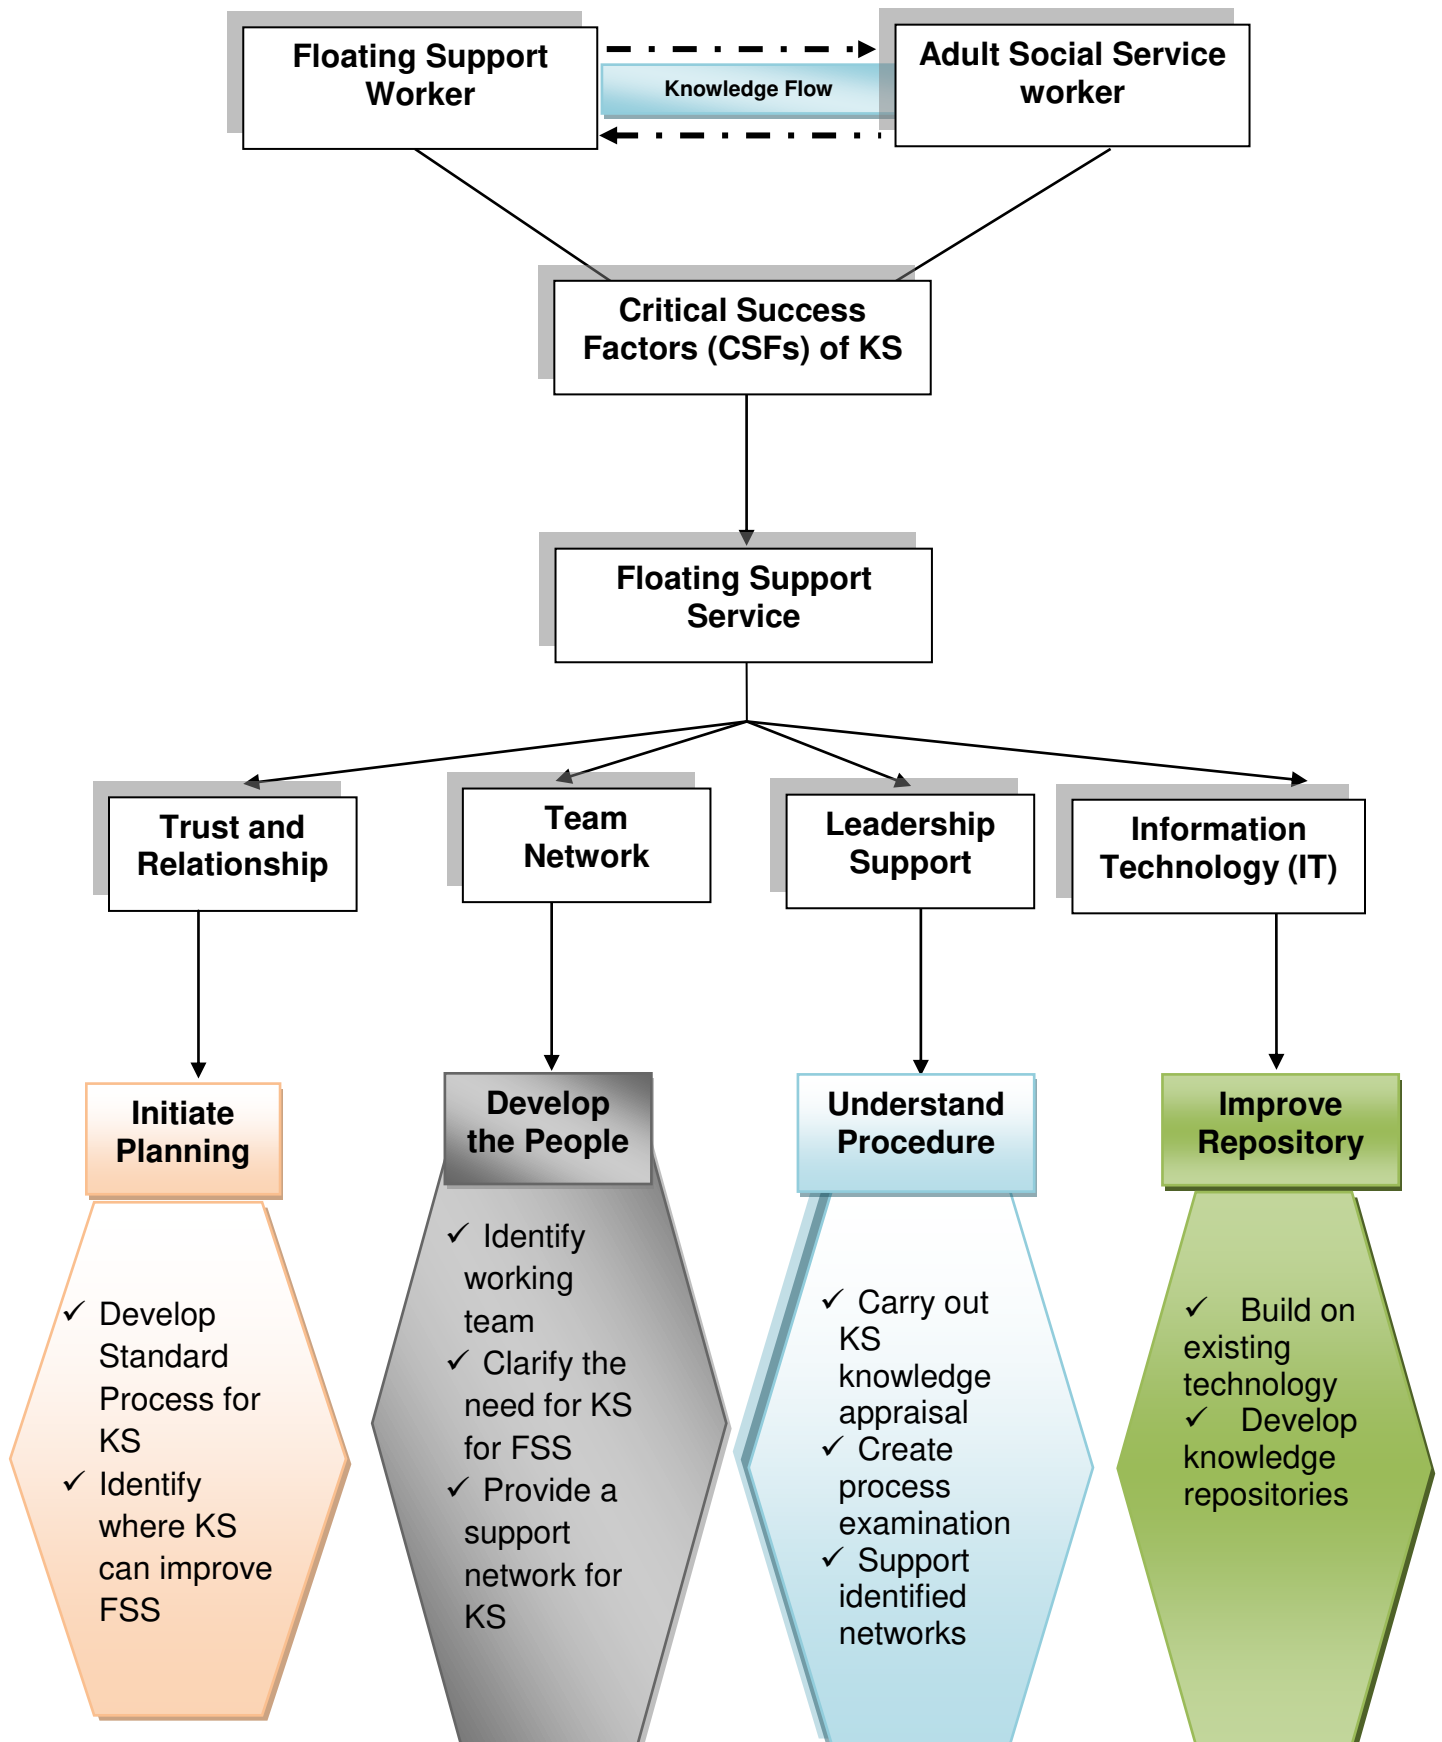 Floating Support
Worker
Knowledge Flow
Adult Social Service
worker
Critical Success
Factors (CSFs) of KS
Floating Support
Service
Trust and
Relationship
Team
Network
Leadership
Support
Information
Technology (IT)
Initiate
Planning
Develop
the People
Understand
Procedure
Improve
Repository
✓ Develop
Standard
Process for
KS
✓ Identify
where KS
can improve
FSS
✓ Identify
working
team
✓ Clarify the
need for KS
for FSS
✓ Provide a
support
network for
KS
✓ Carry out
KS
knowledge
appraisal
✓ Create
process
examination
✓ Support
identified
networks
✓ Build on
existing
technology
✓ Develop
knowledge
repositories